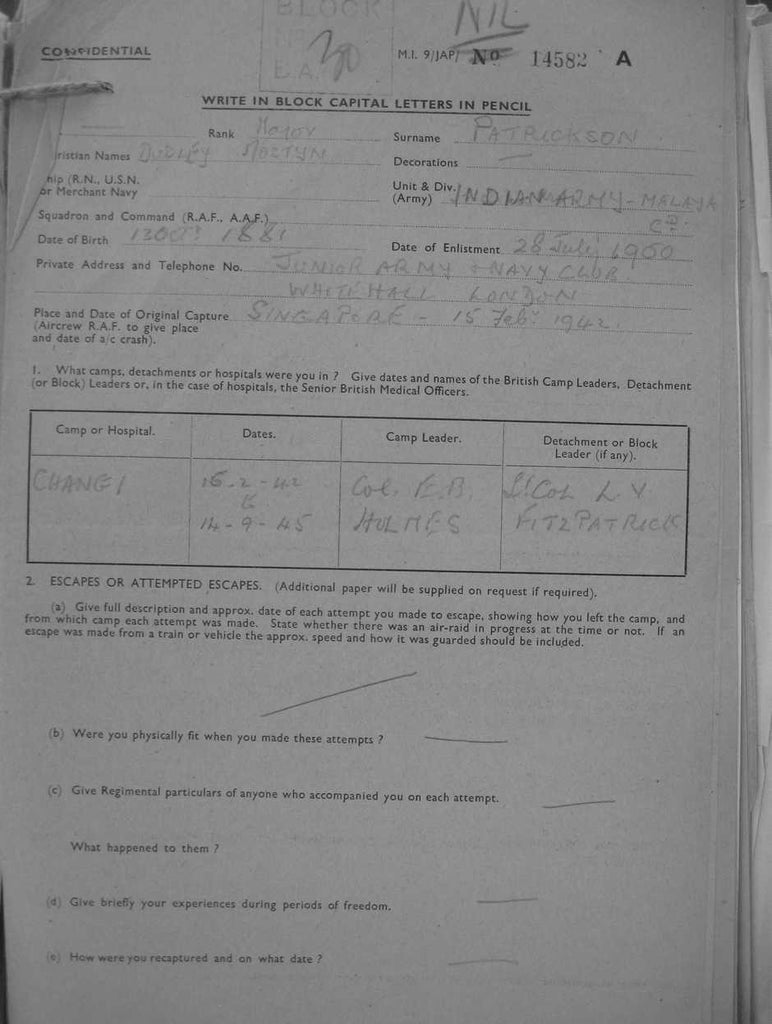 BLOCK
NIL
CONFIDENTIAL
M.I. 9/JAP/ No 14582 A
WRITE IN BLOCK CAPITAL LETTERS IN PENCIL
Rank Major Surname PATRICKSON
ristian Names DUDLEY MOSTYN Decorations —
hip (R.N., U.S.N.
or Merchant Navy
Unit & Div.
(Army) INDIAN ARMY - MALAYA
Cd.
Squadron and Command (R.A.F., A.A.F.)
Date of Birth 13 Oct. 1881 Date of Enlistment 28 July 1900
Private Address and Telephone No. JUNIOR ARMY & NAVY CLUB
WHITEHALL LONDON
Place and Date of Original Capture SINGAPORE - 15 Feby 1942.
(Aircrew R.A.F. to give place
and date of a/c crash).
1. What camps, detachments or hospitals were you in ? Give dates and names of the British Camp Leaders, Detachment
(or Block) Leaders or, in the case of hospitals, the Senior British Medical Officers.
Camp or Hospital. Dates. Camp Leader. Detachment or Block
Leader (if any).
CHANGI 15-2-42 Col. E.B. Lt Col L.V.
to
14-9-45 HOLMES FITZPATRICK
2. ESCAPES OR ATTEMPTED ESCAPES. (Additional paper will be supplied on request if required).
(a) Give full description and approx. date of each attempt you made to escape, showing how you left the camp, and
from which camp each attempt was made. State whether there was an air-raid in progress at the time or not. If an
escape was made from a train or vehicle the approx. speed and how it was guarded should be included.
(b) Were you physically fit when you made these attempts ?
(c) Give Regimental particulars of anyone who accompanied you on each attempt.
What happened to them ?
(d) Give briefly your experiences during periods of freedom.
(e) How were you recaptured and on what date ?